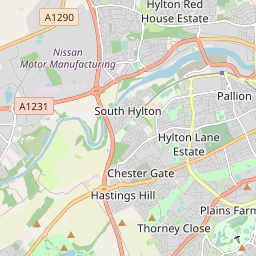 Hylton Red
House Estate
A1290
Nissan
Motor Manufacturing
A1231
South Hylton
Pallion
Hylton Lane
Estate
Chester Gate
Hastings Hill
Plains Farm
Thorney Close